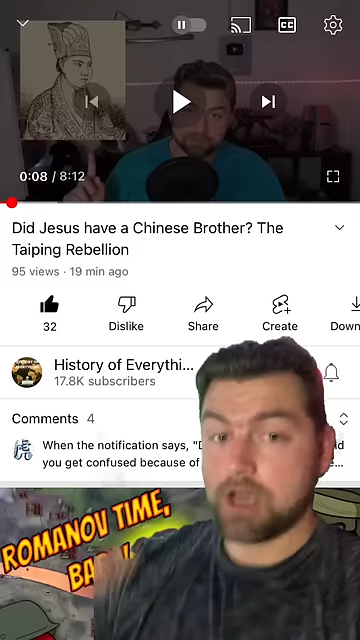 CC
0:08 / 8:12
Did Jesus have a Chinese Brother? The
Taiping Rebellion
95 views · 19 min ago
32
Dislike
Share
Create
Down
History of Everythi...
17.8K subscribers
Comments 4
When the notification says, "D
you get confused because of
ROMANOV TIME,